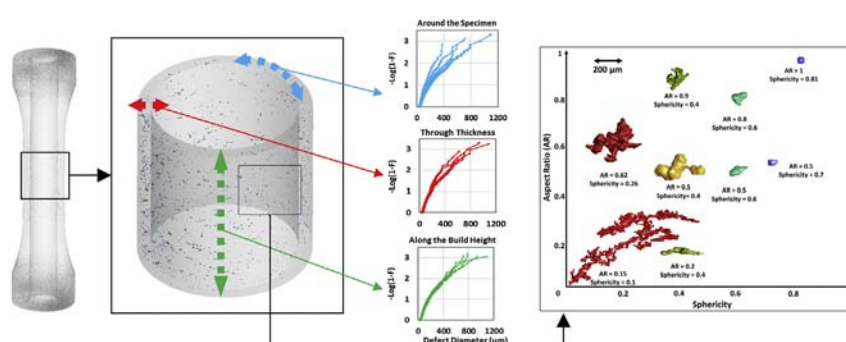 Around the Specimen
-Log(1-F)
3
2
1
0
0 400 800 1200
Through Thickness
-Log(1-F)
3
2
1
0
0 400 800 1200
Along the Build Height
-Log(1-F)
3
2
1
0
0 400 800 1200
Defect Diameter (μm)
Aspect Ratio (AR)
1
0.8
0.6
0.4
0.2
0
0.2 0.4 0.6 0.8
Sphericity
200 μm
AR = 1
Sphericity = 0.81
AR = 0.9
Sphericity = 0.4
AR = 0.8
Sphericity = 0.6
AR = 0.62
Sphericity = 0.26
AR = 0.5
Sphericity= 0.4
AR = 0.5
Sphericity = 0.6
AR = 0.5
Sphericity = 0.7
AR = 0.15
Sphericity = 0.1
AR = 0.2
Sphericity = 0.4